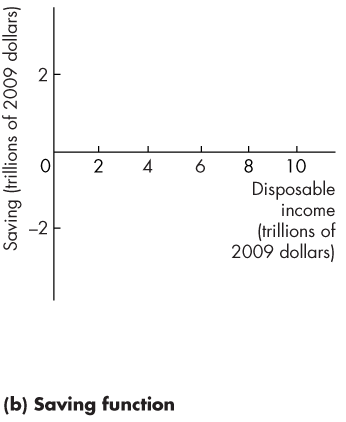 Saving (trillions of 2009 dollars)
2
0
2 4 6 8 10
Disposable
income
(trillions of
2009 dollars)
–2
(b) Saving function